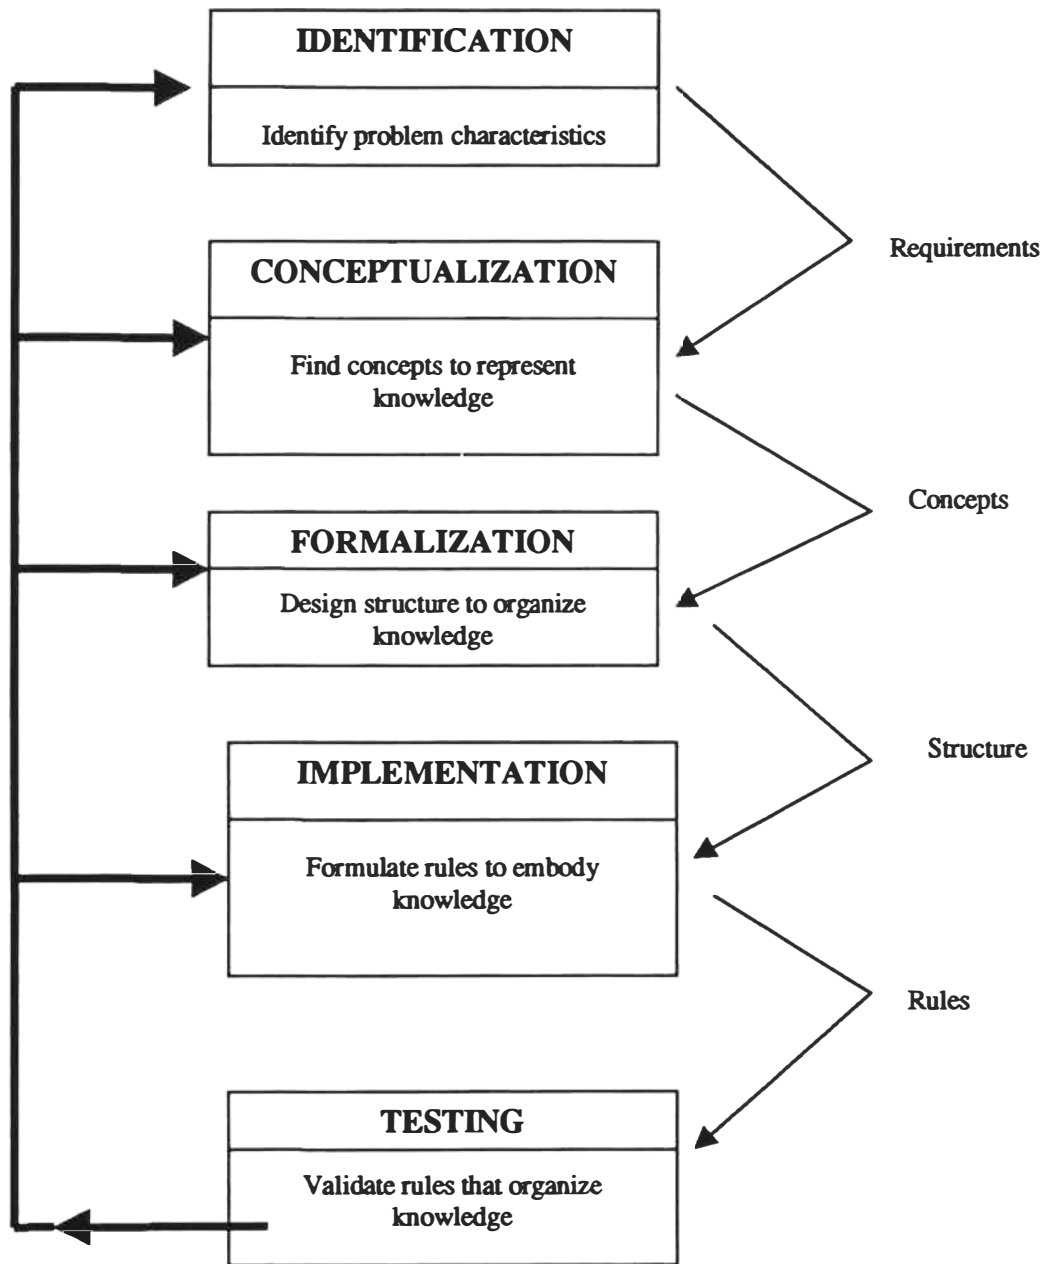 IDENTIFICATION
Identify problem characteristics
Requirements
CONCEPTUALIZATION
Find concepts to represent
knowledge
Concepts
FORMALIZATION
Design structure to organize
knowledge
Structure
IMPLEMENTATION
Formulate rules to embody
knowledge
Rules
TESTING
Validate rules that organize
knowledge